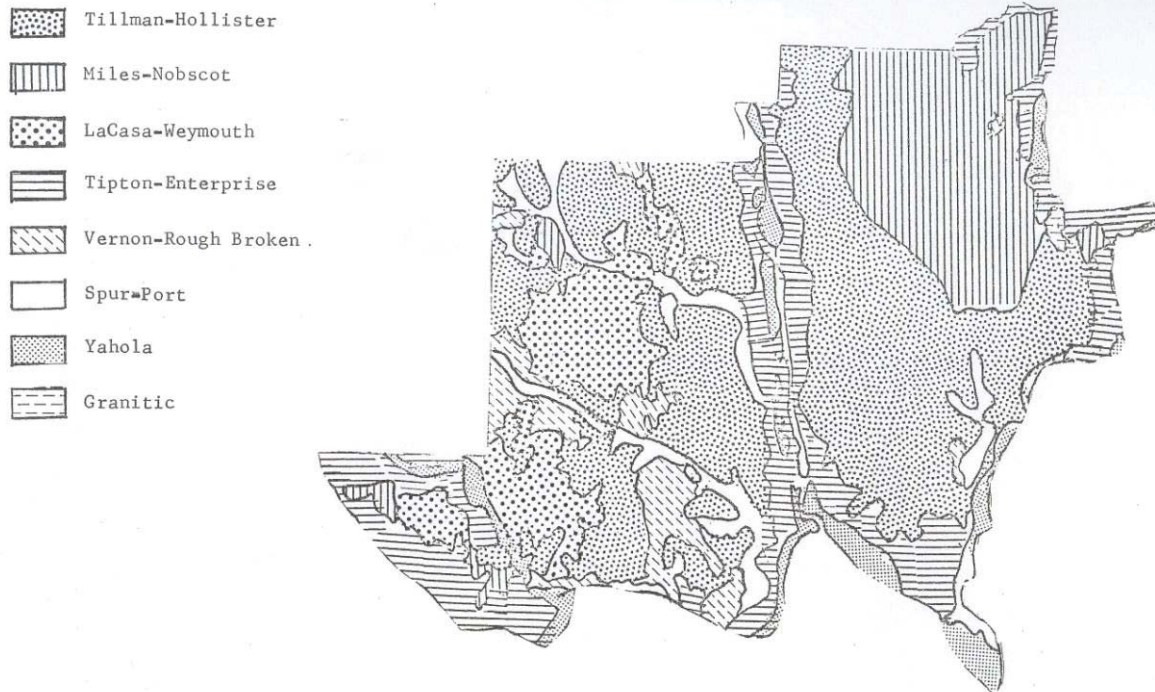 Tillman-Hollister
Miles-Nobscot
LaCasa-Weymouth
Tipton-Enterprise
Vernon-Rough Broken.
Spur-Port
Yahola
Granitic